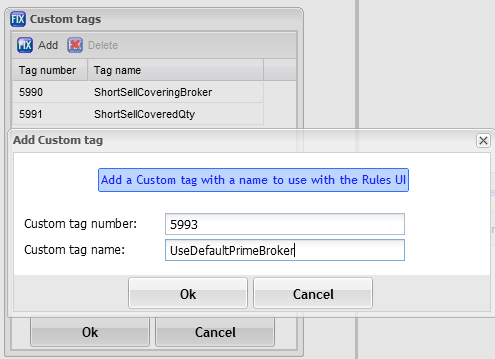 FIX Custom tags
FIX Add FIX Delete
Tag number Tag name
5990 ShortSellCoveringBroker
5991 ShortSellCoveredQty
Add Custom tag
Add a Custom tag with a name to use with the Rules UI
Custom tag number: 5993
Custom tag name: UseDefaultPrimeBroker
Ok Cancel
Ok Cancel